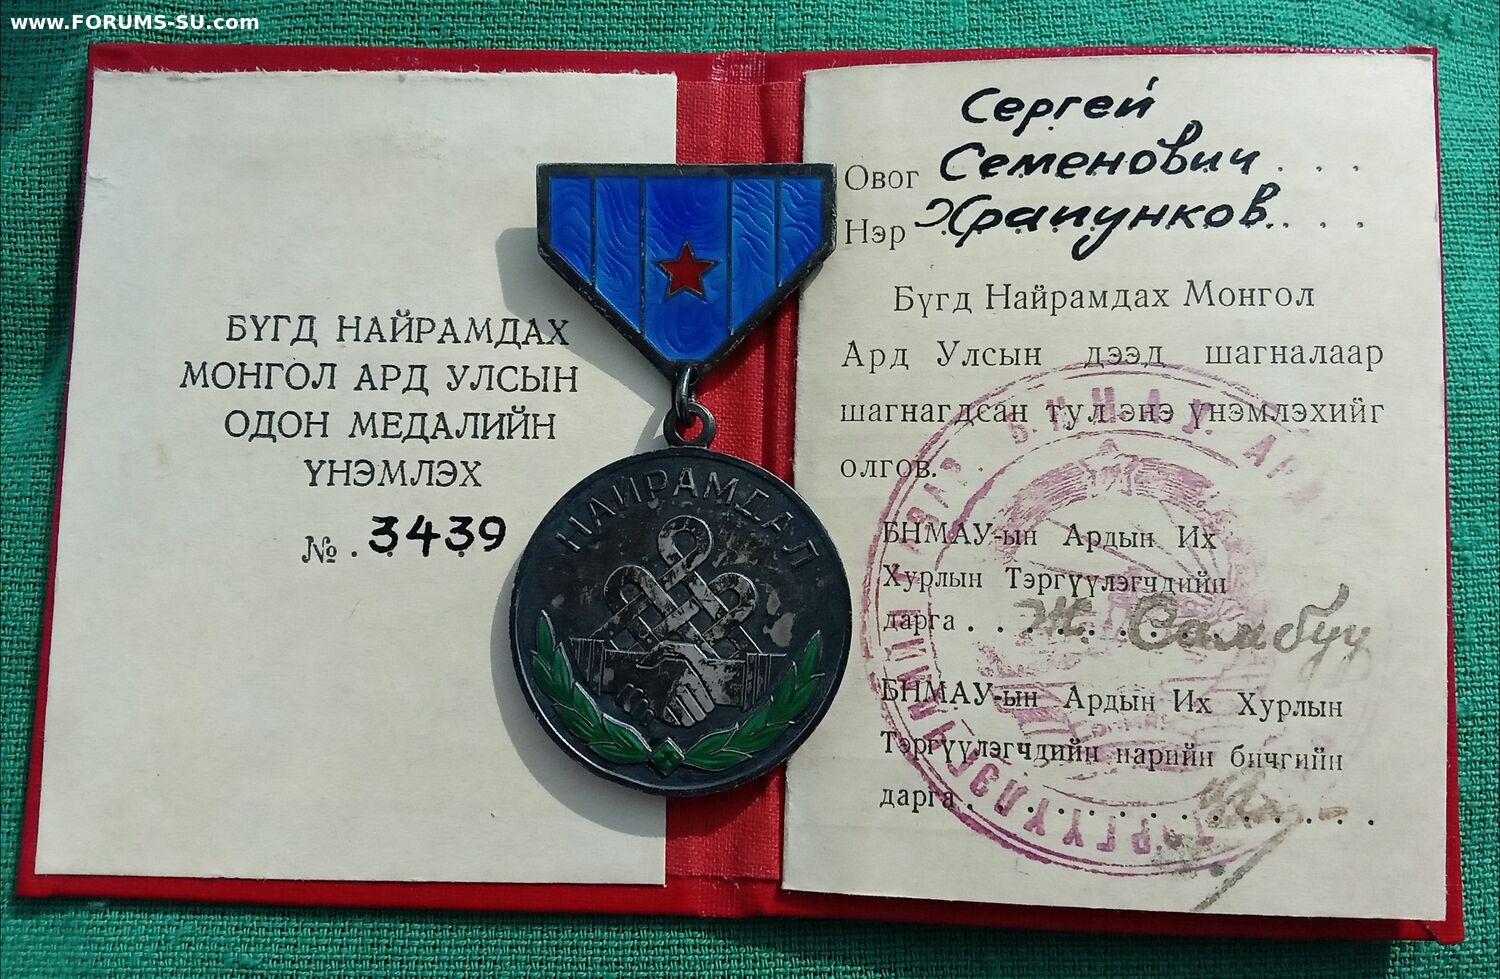 www.FORUMS-SU.com
БҮГД НАЙРАМДАХ
МОНГОЛ АРД УЛСЫН
ОДОН МЕДАЛИЙН
ҮНЭМЛЭХ
№ . 3439
НАЙРАМДАЛ
Сергей
Овог Семенович . . .
Нэр Храпунков . . .
Бүгд Найрамдах Монгол
Ард Улсын дээд шагналаар
шагнагдсан тул энэ үнэмлэхийг
олгов.
БНМАУ-ын Ардын Их
Хурлын Тэргүүлэгчдийн
дарга . . Ж. Самбуу
БНМАУ-ын Ардын Их Хурлын
Тэргүүлэгчдийн нарийн бичгийн
дарга . . . . . . . . . . . .
Б.Н.М.А.У. АРД